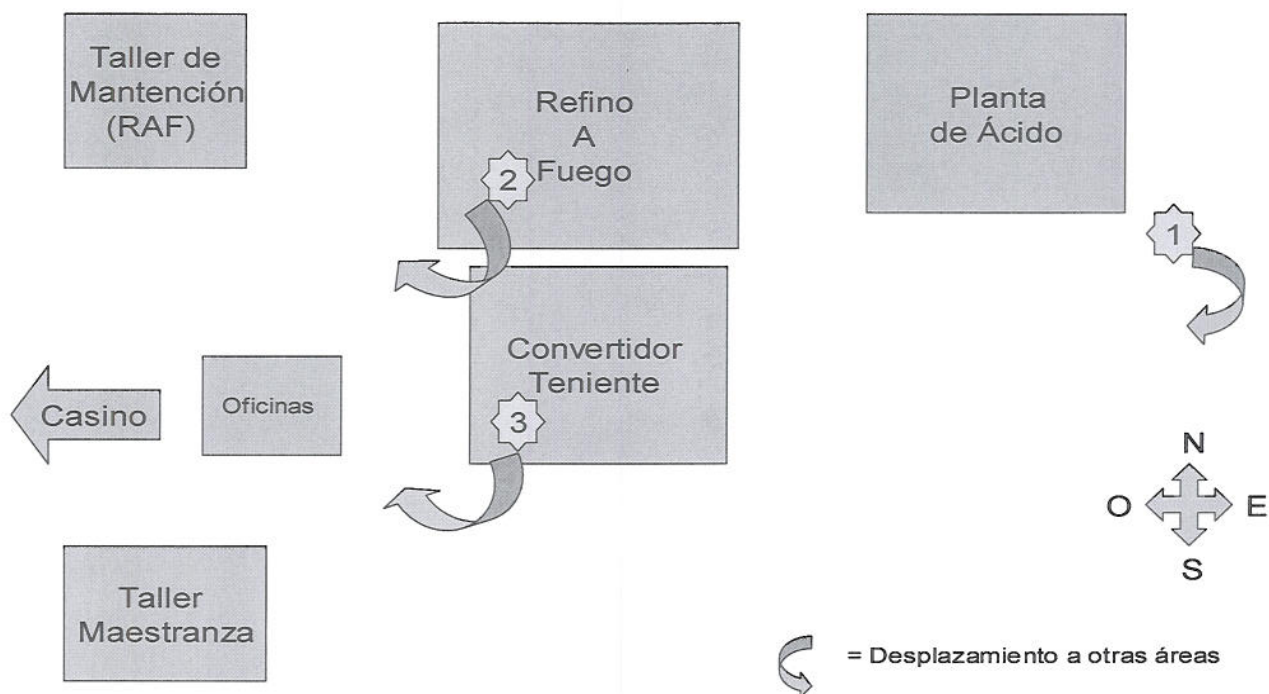 Taller de
Mantención
(RAF)
Refino
A
Fuego
Planta
de Ácido
2
1
Convertidor
Teniente
Casino
Oficinas
3
N
O
E
S
Taller
Maestranza
= Desplazamiento a otras áreas